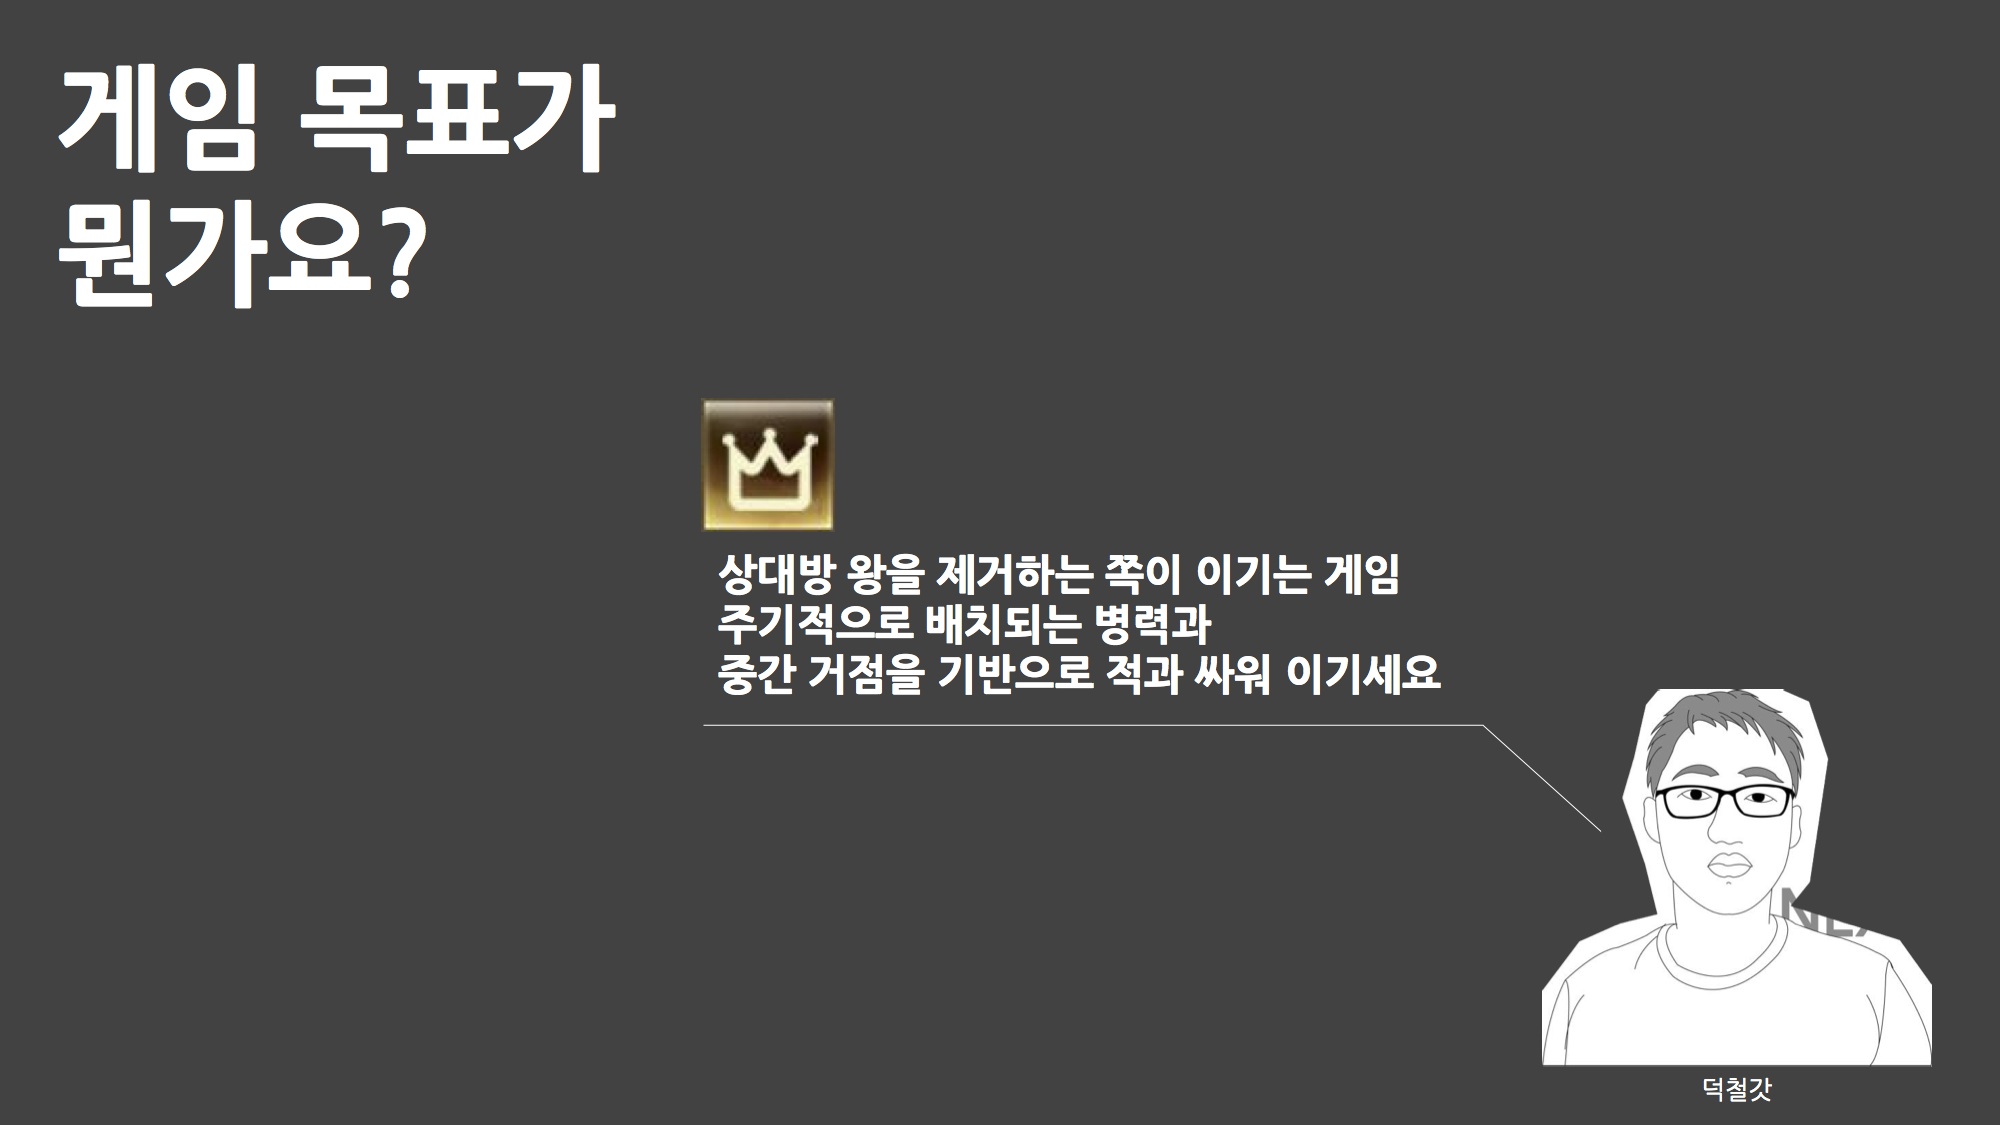 게임 목표가
뭔가요?
상대방 왕을 제거하는 쪽이 이기는 게임
주기적으로 배치되는 병력과
중간 거점을 기반으로 적과 싸워 이기세요
덕철갓